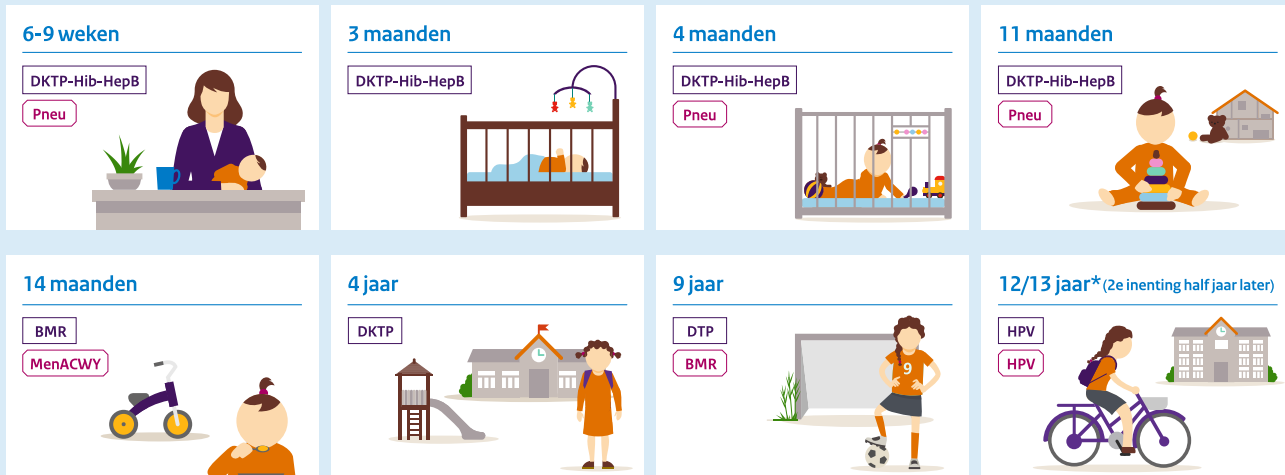 6-9 weken
DKTP-Hib-HepB
Pneu
3 maanden
DKTP-Hib-HepB
4 maanden
DKTP-Hib-HepB
Pneu
11 maanden
DKTP-Hib-HepB
Pneu
14 maanden
BMR
MenACWY
4 jaar
DKTP
9 jaar
DTP
BMR
9
12/13 jaar* (2e inenting half jaar later)
HPV
HPV